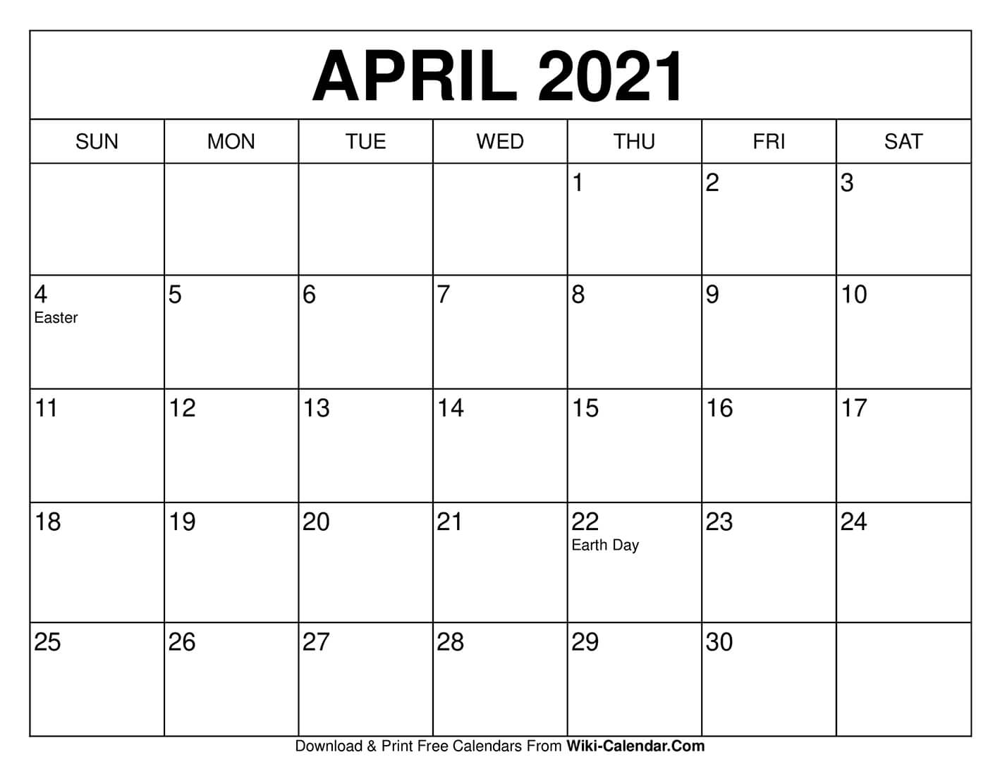 APRIL 2021
SUN MON TUE WED THU FRI SAT
1 2 3
4 5 6 7 8 9 10
Easter
11 12 13 14 15 16 17
18 19 20 21 22 23 24
Earth Day
25 26 27 28 29 30
Download & Print Free Calendars From Wiki-Calendar.Com